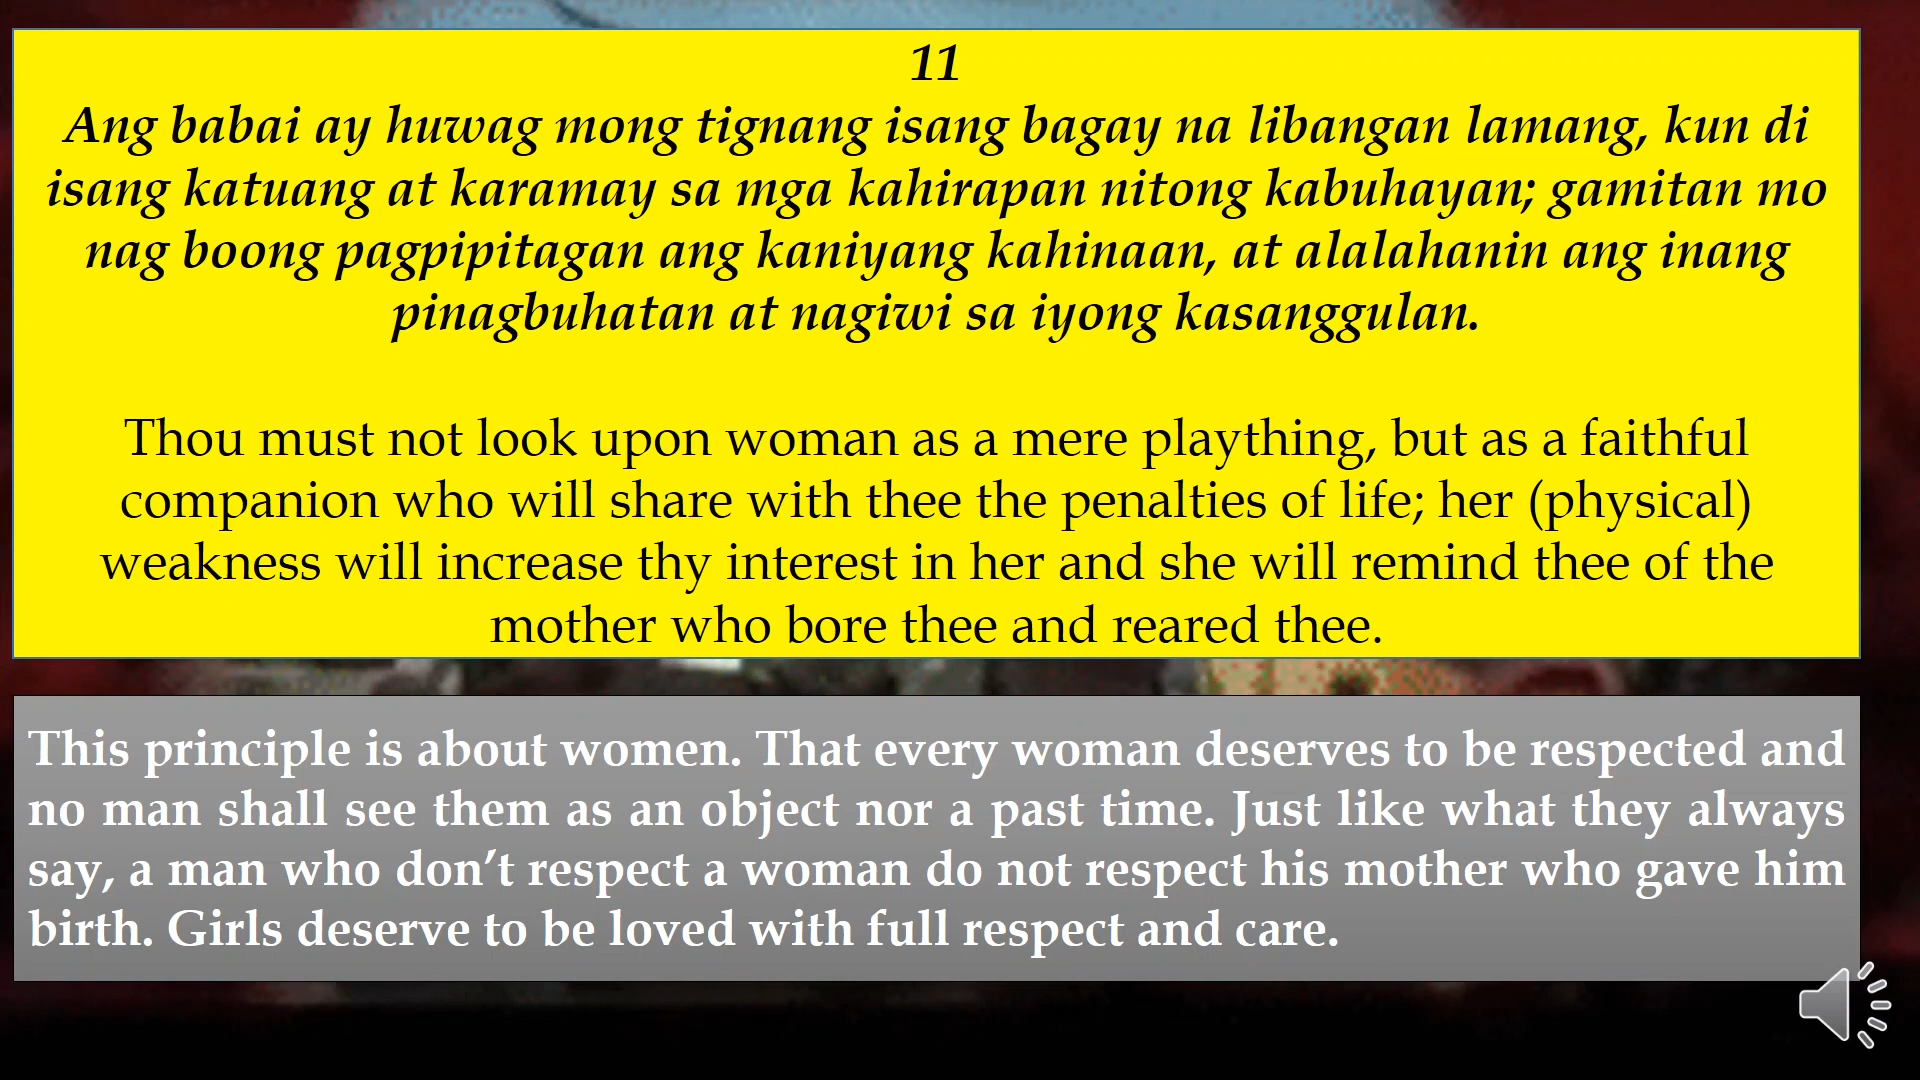 11
Ang babai ay huwag mong tignang isang bagay na libangan lamang, kun di
isang katuang at karamay sa mga kahirapan nitong kabuhayan; gamitan mo
nag boong pagpipitagan ang kaniyang kahinaan, at alalahanin ang inang
pinagbuhatan at nagiwi sa iyong kasanggulan.
Thou must not look upon woman as a mere plaything, but as a faithful
companion who will share with thee the penalties of life; her (physical)
weakness will increase thy interest in her and she will remind thee of the
mother who bore thee and reared thee.
This principle is about women. That every woman deserves to be respected and
no man shall see them as an object nor a past time. Just like what they always
say, a man who don’t respect a woman do not respect his mother who gave him
birth. Girls deserve to be loved with full respect and care.